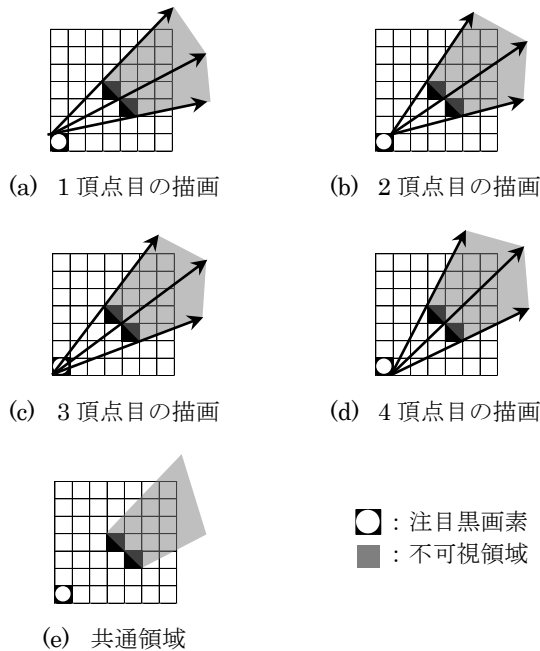 (a) 1頂点目の描画
(b) 2頂点目の描画
(c) 3頂点目の描画
(d) 4頂点目の描画
：注目黒画素
：不可視領域
(e) 共通領域